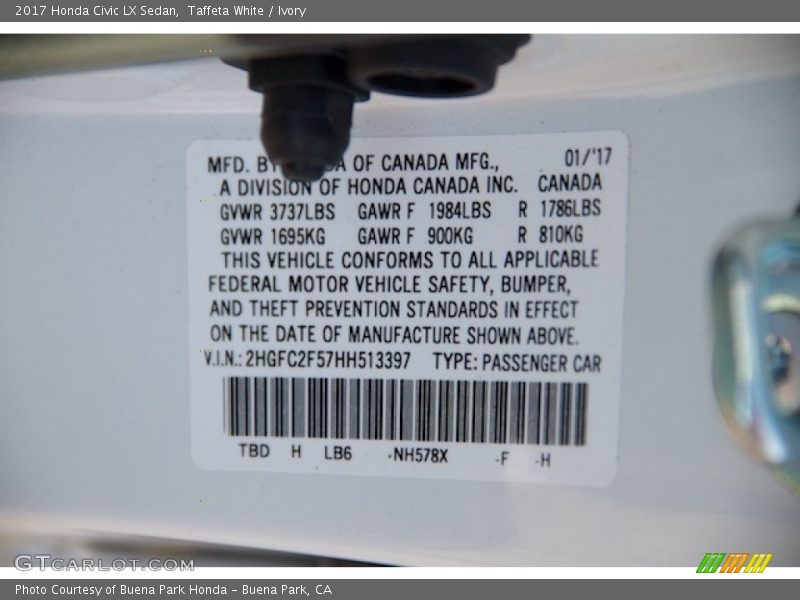 2017 Honda Civic LX Sedan, Taffeta White / Ivory
MFD. BY A OF CANADA MFG., 01/'17
A DIVISION OF HONDA CANADA INC. CANADA
GVWR 3737LBS GAWR F 1984LBS R 1786LBS
GVWR 1695KG GAWR F 900KG R 810KG
THIS VEHICLE CONFORMS TO ALL APPLICABLE
FEDERAL MOTOR VEHICLE SAFETY, BUMPER,
AND THEFT PREVENTION STANDARDS IN EFFECT
ON THE DATE OF MANUFACTURE SHOWN ABOVE.
V.I.N.: 2HGFC2F57HH513397 TYPE: PASSENGER CAR
TBD H LB6 -NH578X -F -H
GTCARLOT.COM
Photo Courtesy of Buena Park Honda - Buena Park, CA